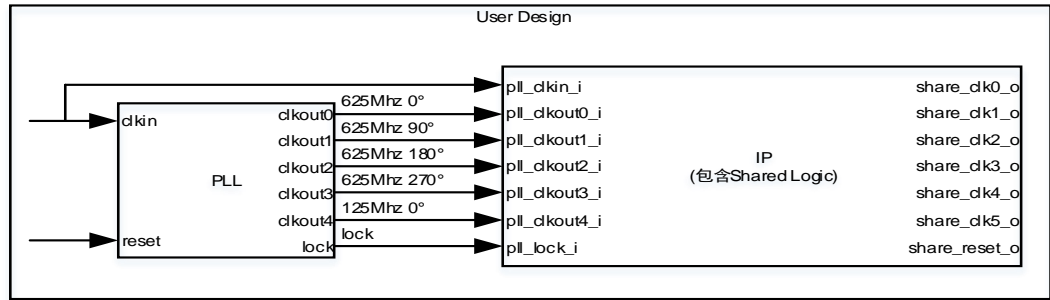 User Design
clkin
reset
PLL
clkout0
clkout1
clkout2
clkout3
clkout4
lock
625Mhz 0°
625Mhz 90°
625Mhz 180°
625Mhz 270°
125Mhz 0°
lock
pll_clkin_i
pll_clkout0_i
pll_clkout1_i
pll_clkout2_i
pll_clkout3_i
pll_clkout4_i
pll_lock_i
IP
(包含Shared Logic)
share_clk0_o
share_clk1_o
share_clk2_o
share_clk3_o
share_clk4_o
share_clk5_o
share_reset_o